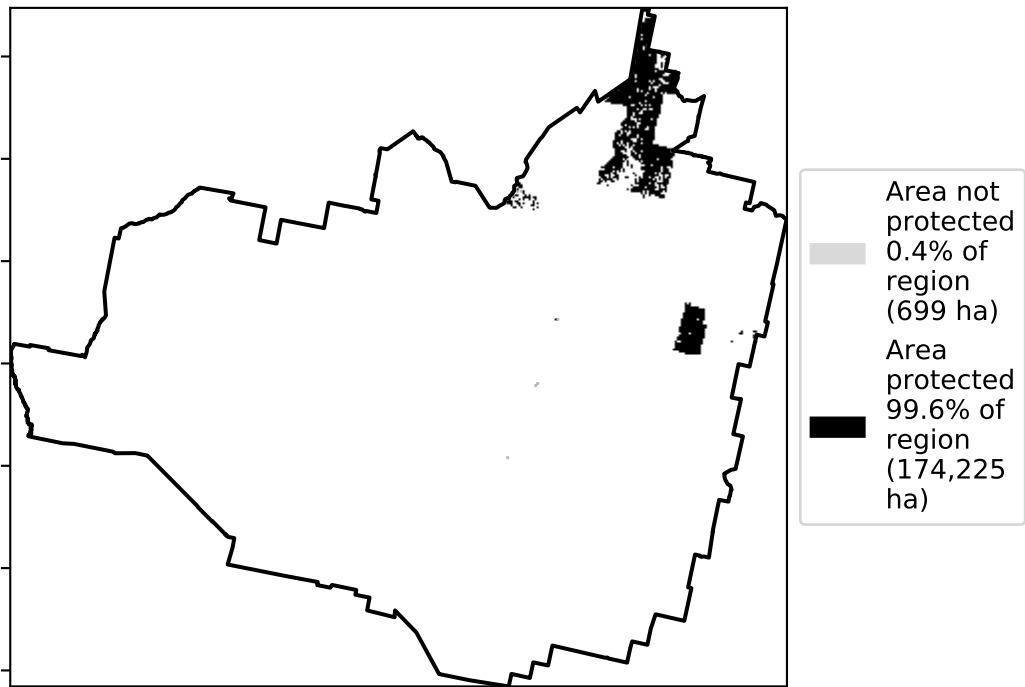 Area not
protected
0.4% of
region
(699 ha)
Area
protected
99.6% of
region
(174,225
ha)